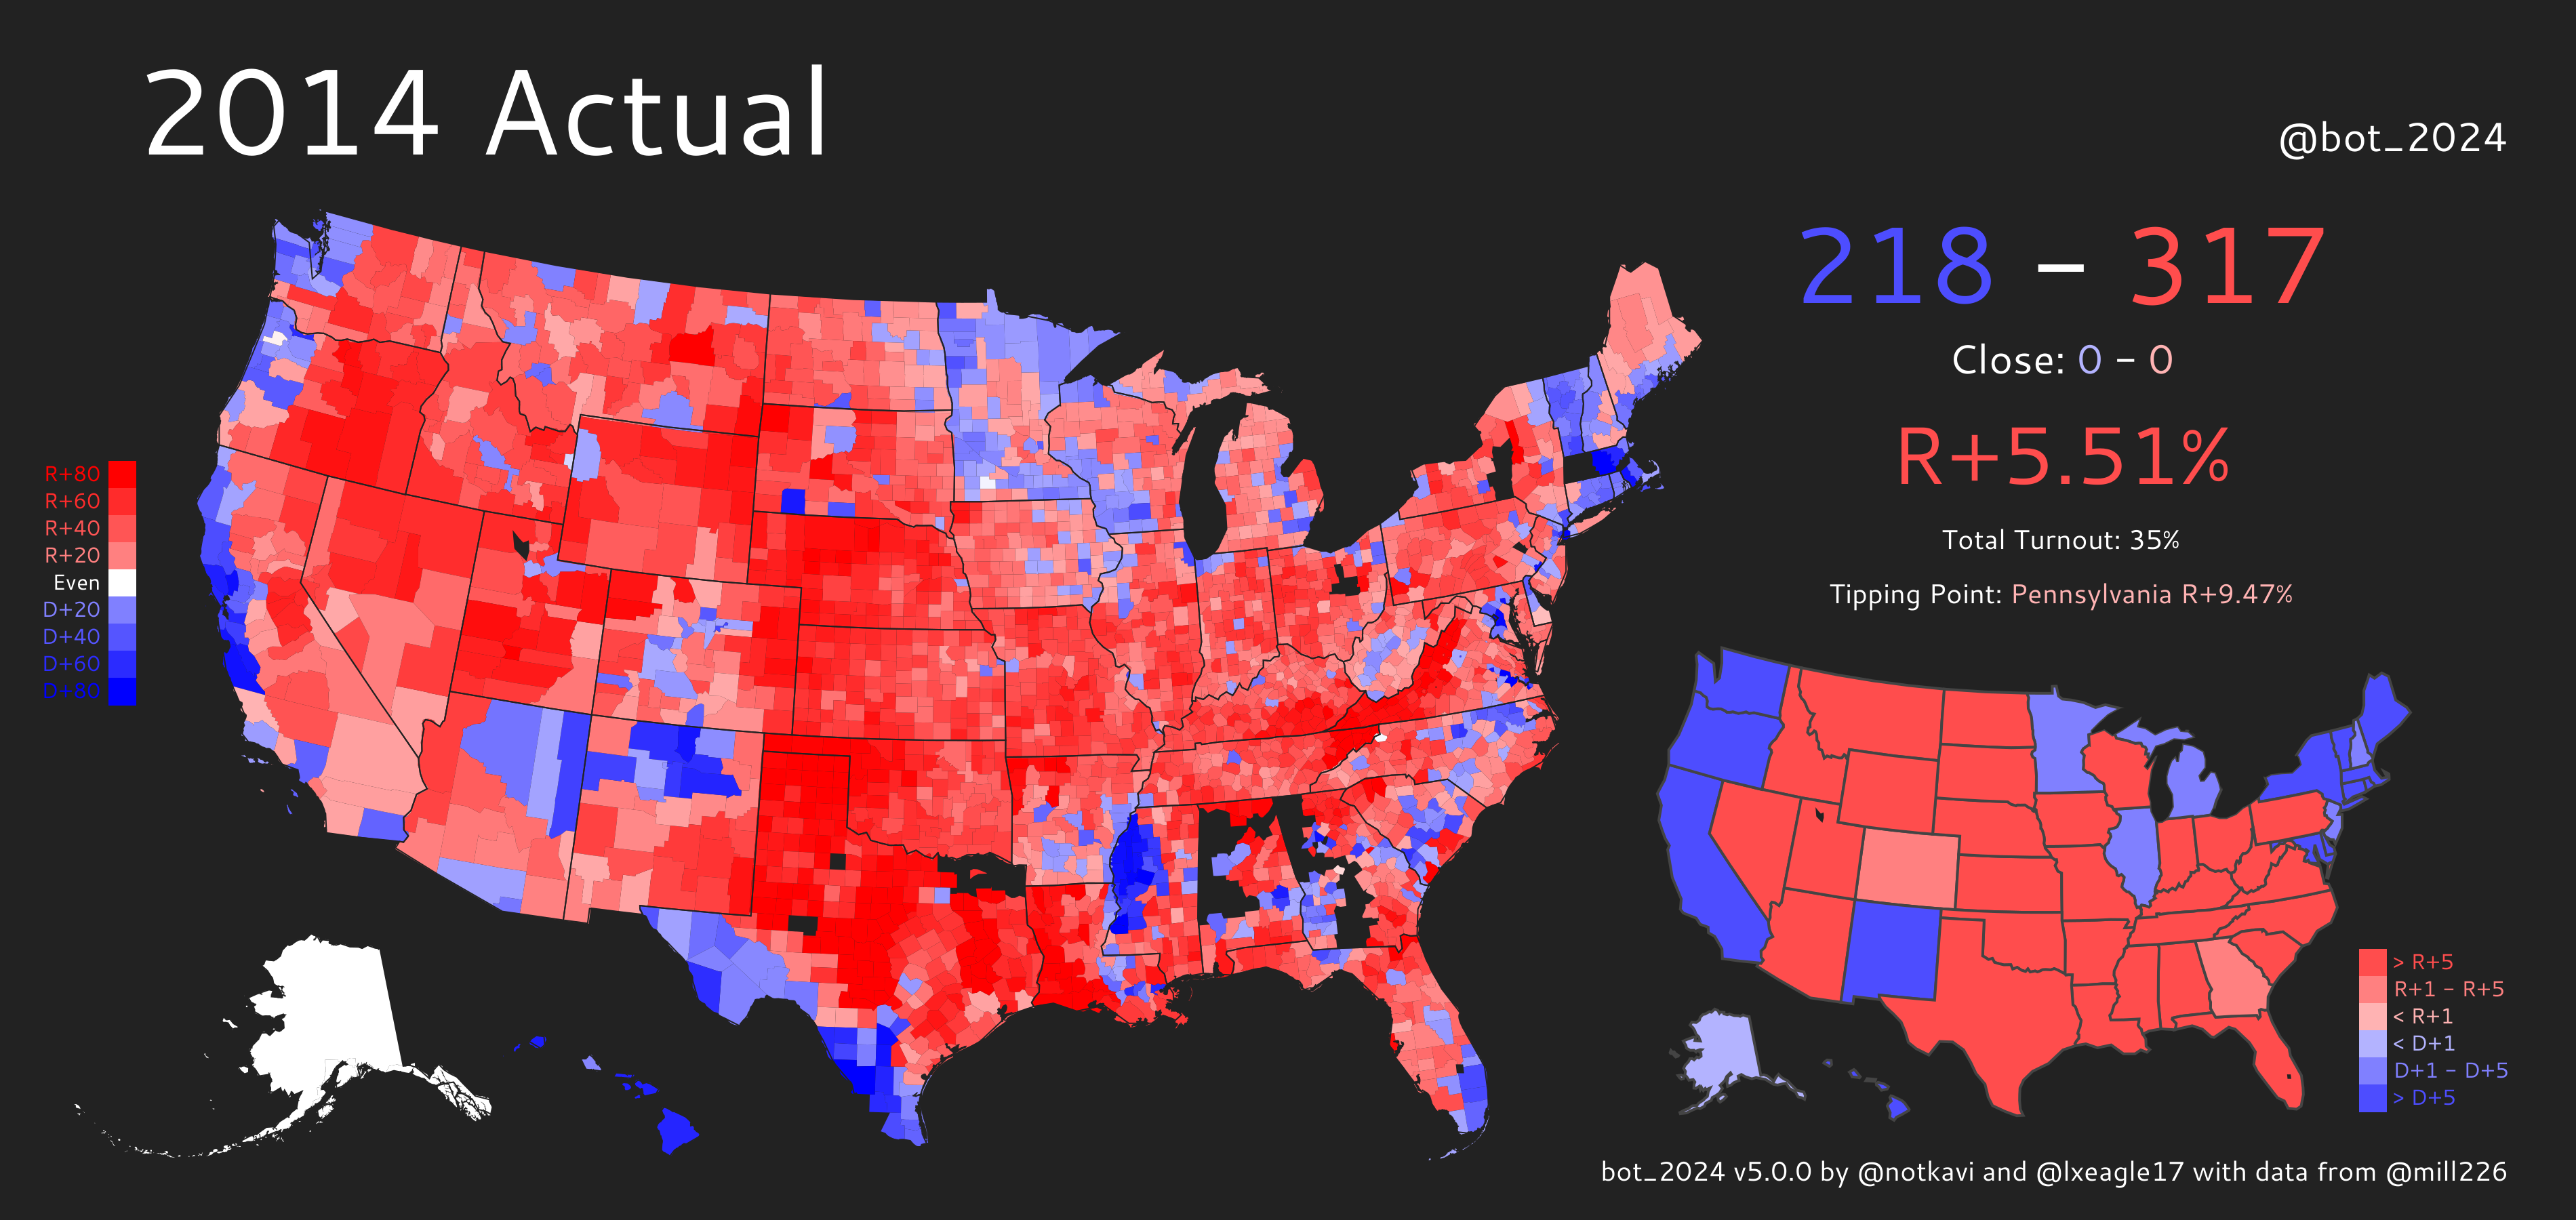 2014 Actual
@bot_2024
218 – 317
Close: 0 – 0
R+5.51%
Total Turnout: 35%
Tipping Point: Pennsylvania R+9.47%
R+80
R+60
R+40
R+20
Even
D+20
D+40
D+60
D+80
> R+5
R+1 – R+5
< R+1
< D+1
D+1 – D+5
> D+5
bot_2024 v5.0.0 by @notkavi and @lxeagle17 with data from @mill226